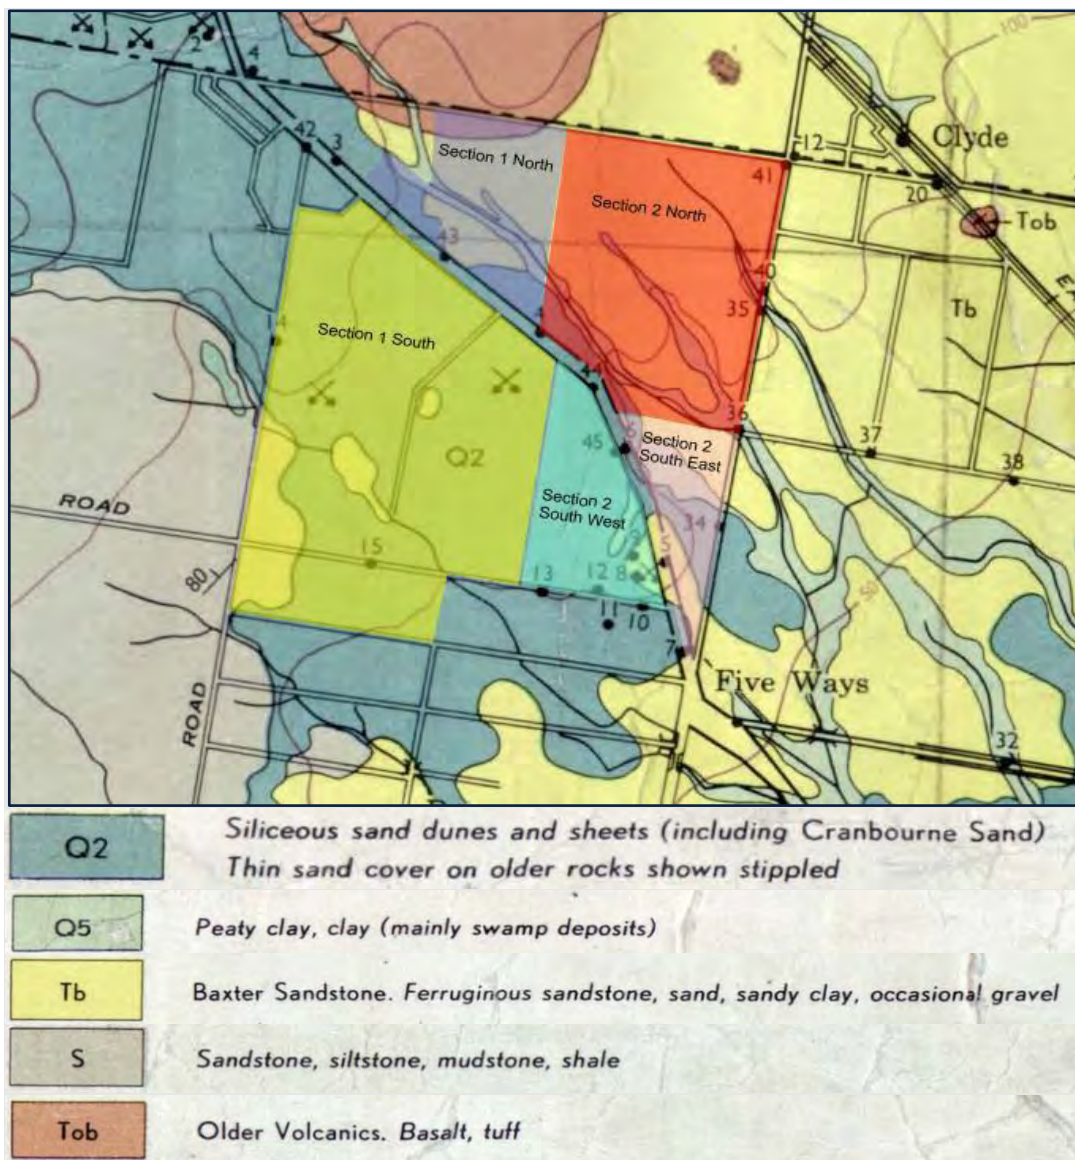 2
4
42
3
Section 1 North
12
Clyde
41
20
Section 2 North
Tob
43
40
35
Tb
14
Section 1 South
4
44
36
Section 2
South East
45
6
37
38
Q2
ROAD
Section 2
South West
34
9
5
15
80
13
12
8
11
10
7
Five Ways
ROAD
32
100
50
Q2
Siliceous sand dunes and sheets (including Cranbourne Sand)
Thin sand cover on older rocks shown stippled
Q5
Peaty clay, clay (mainly swamp deposits)
Tb
Baxter Sandstone. Ferruginous sandstone, sand, sandy clay, occasional gravel
S
Sandstone, siltstone, mudstone, shale
Tob
Older Volcanics. Basalt, tuff